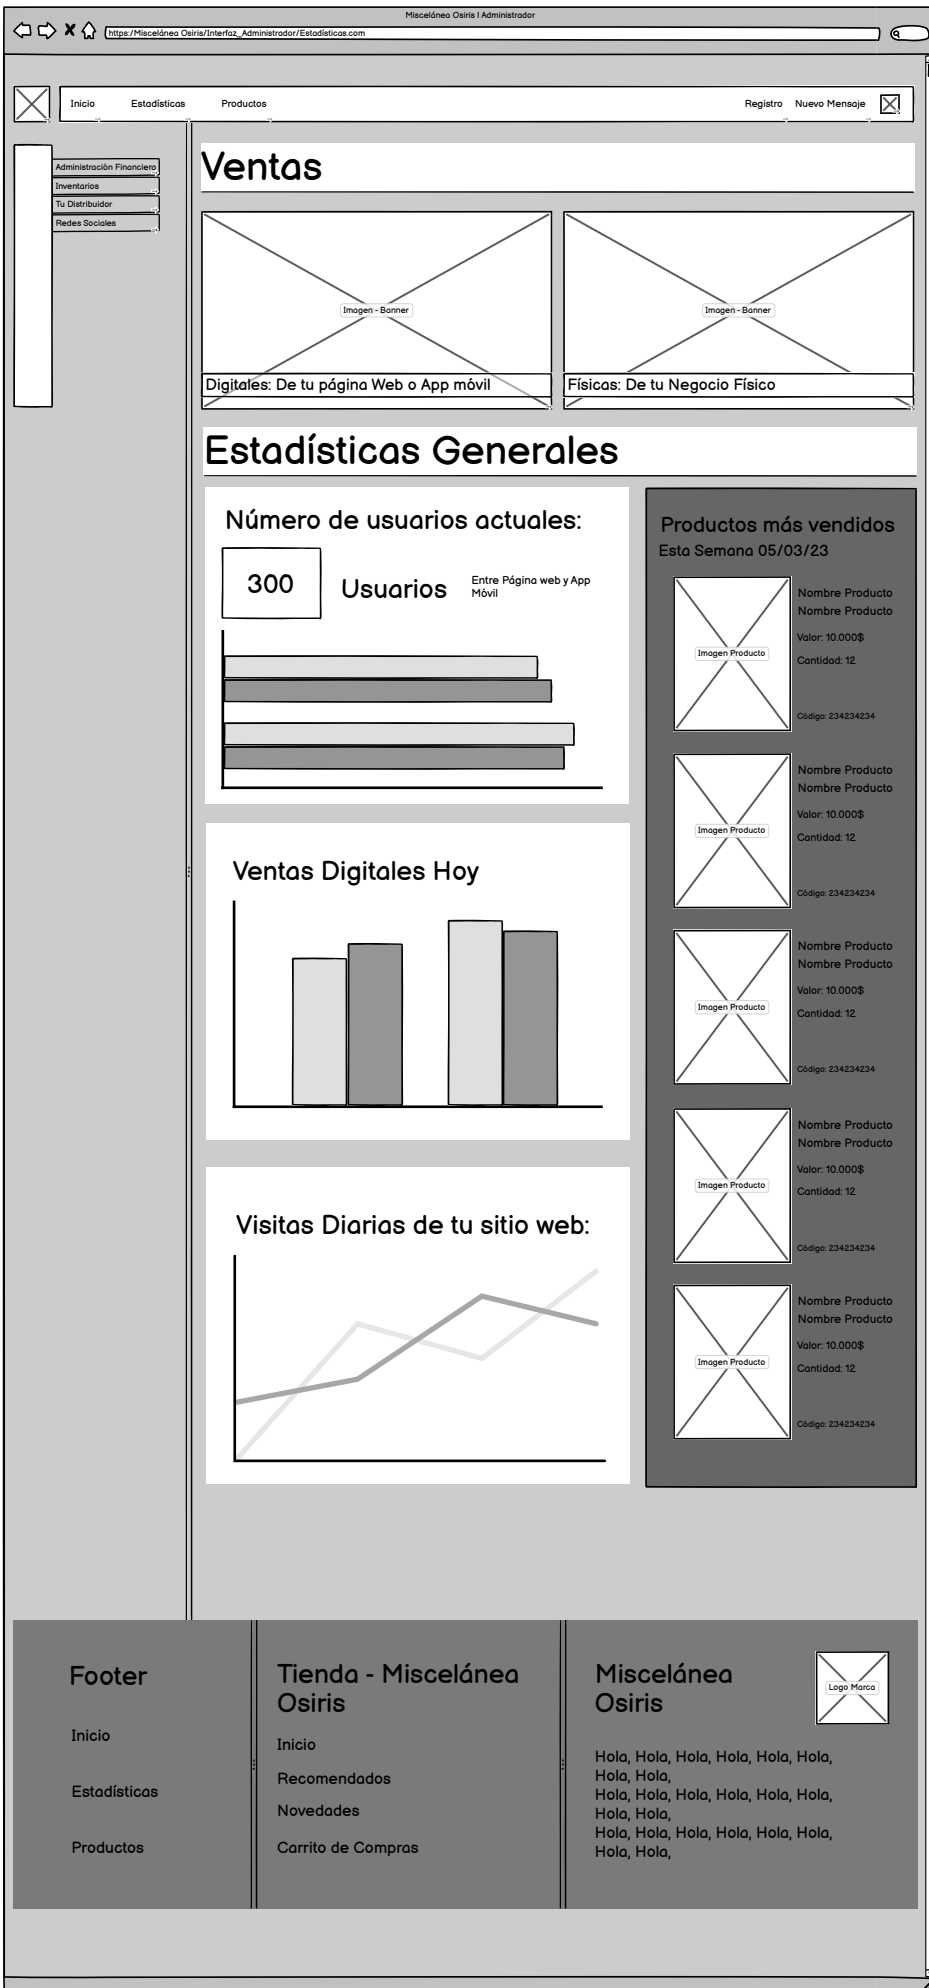 Miscelánea Osiris | Administrador
https:/Miscelánea Osiris/Interfaz_Administrador/Estadísticas.com
Inicio
Estadísticas
Productos
Registro
Nuevo Mensaje
Administración Financiera
Inventarios
Tu Distribuidor
Redes Sociales
Ventas
Imagen - Banner
Digitales: De tu página Web o App móvil
Imagen - Banner
Físicas: De tu Negocio Físico
Estadísticas Generales
Número de usuarios actuales:
300
Usuarios
Entre Página web y App
Móvil
Ventas Digitales Hoy
Visitas Diarias de tu sitio web:
Productos más vendidos
Esta Semana 05/03/23
Imagen Producto
Nombre Producto
Nombre Producto
Valor: 10.000$
Cantidad: 12
Código: 234234234
Imagen Producto
Nombre Producto
Nombre Producto
Valor: 10.000$
Cantidad: 12
Código: 234234234
Imagen Producto
Nombre Producto
Nombre Producto
Valor: 10.000$
Cantidad: 12
Código: 234234234
Imagen Producto
Nombre Producto
Nombre Producto
Valor: 10.000$
Cantidad: 12
Código: 234234234
Imagen Producto
Nombre Producto
Nombre Producto
Valor: 10.000$
Cantidad: 12
Código: 234234234
Footer
Inicio
Estadísticas
Productos
Tienda - Miscelánea
Osiris
Inicio
Recomendados
Novedades
Carrito de Compras
Miscelánea
Osiris
Logo Marca
Hola, Hola, Hola, Hola, Hola, Hola,
Hola, Hola,
Hola, Hola, Hola, Hola, Hola, Hola,
Hola, Hola,
Hola, Hola, Hola, Hola, Hola, Hola,
Hola, Hola,